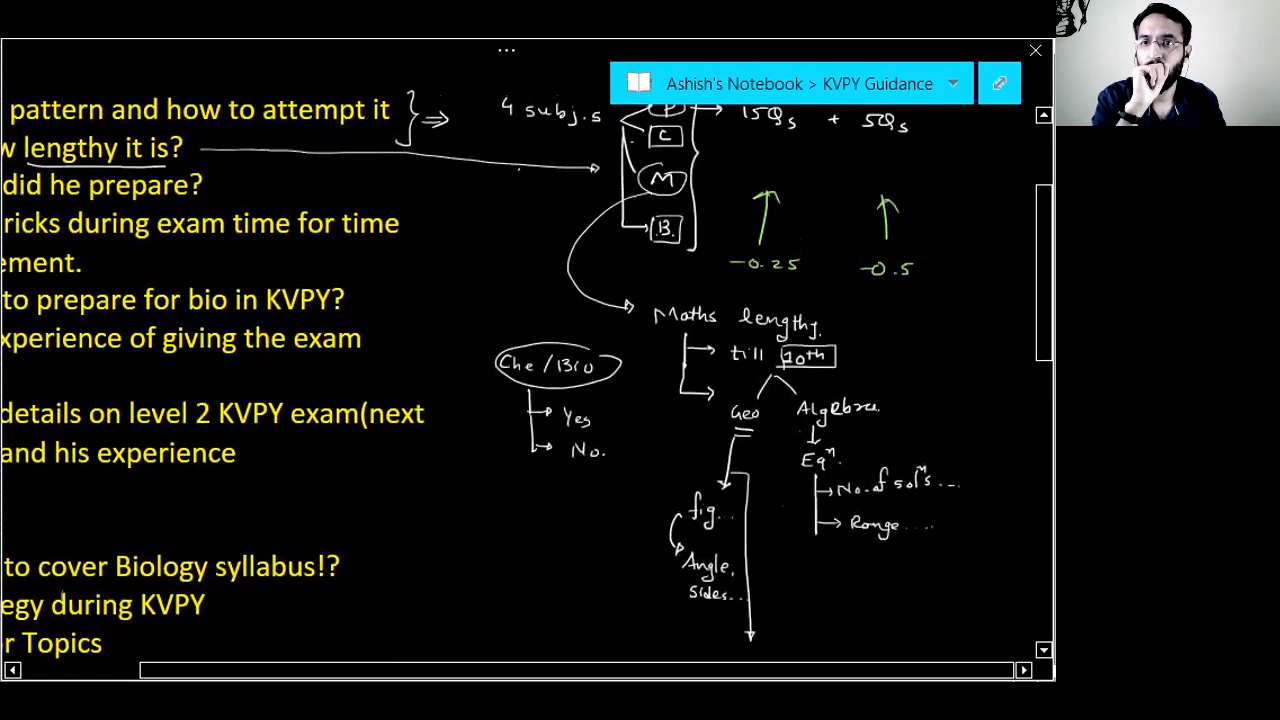 Ashish's Notebook > KVPY Guidance
pattern and how to attempt it
w lengthy it is?
did he prepare?
ricks during exam time for time
ement.
to prepare for bio in KVPY?
xperience of giving the exam
details on level 2 KVPY exam(next
and his experience
to cover Biology syllabus!?
egy during KVPY
r Topics
4 subj.s
P
C
M
B.
15Qs + 5Qs
-0.25
-0.5
Maths lengthy.
till 10th
Geo
Algebra.
Eqn.
No. of solns...
Range....
fig...
Angle,
sides...
Che / Bio
Yes
No.